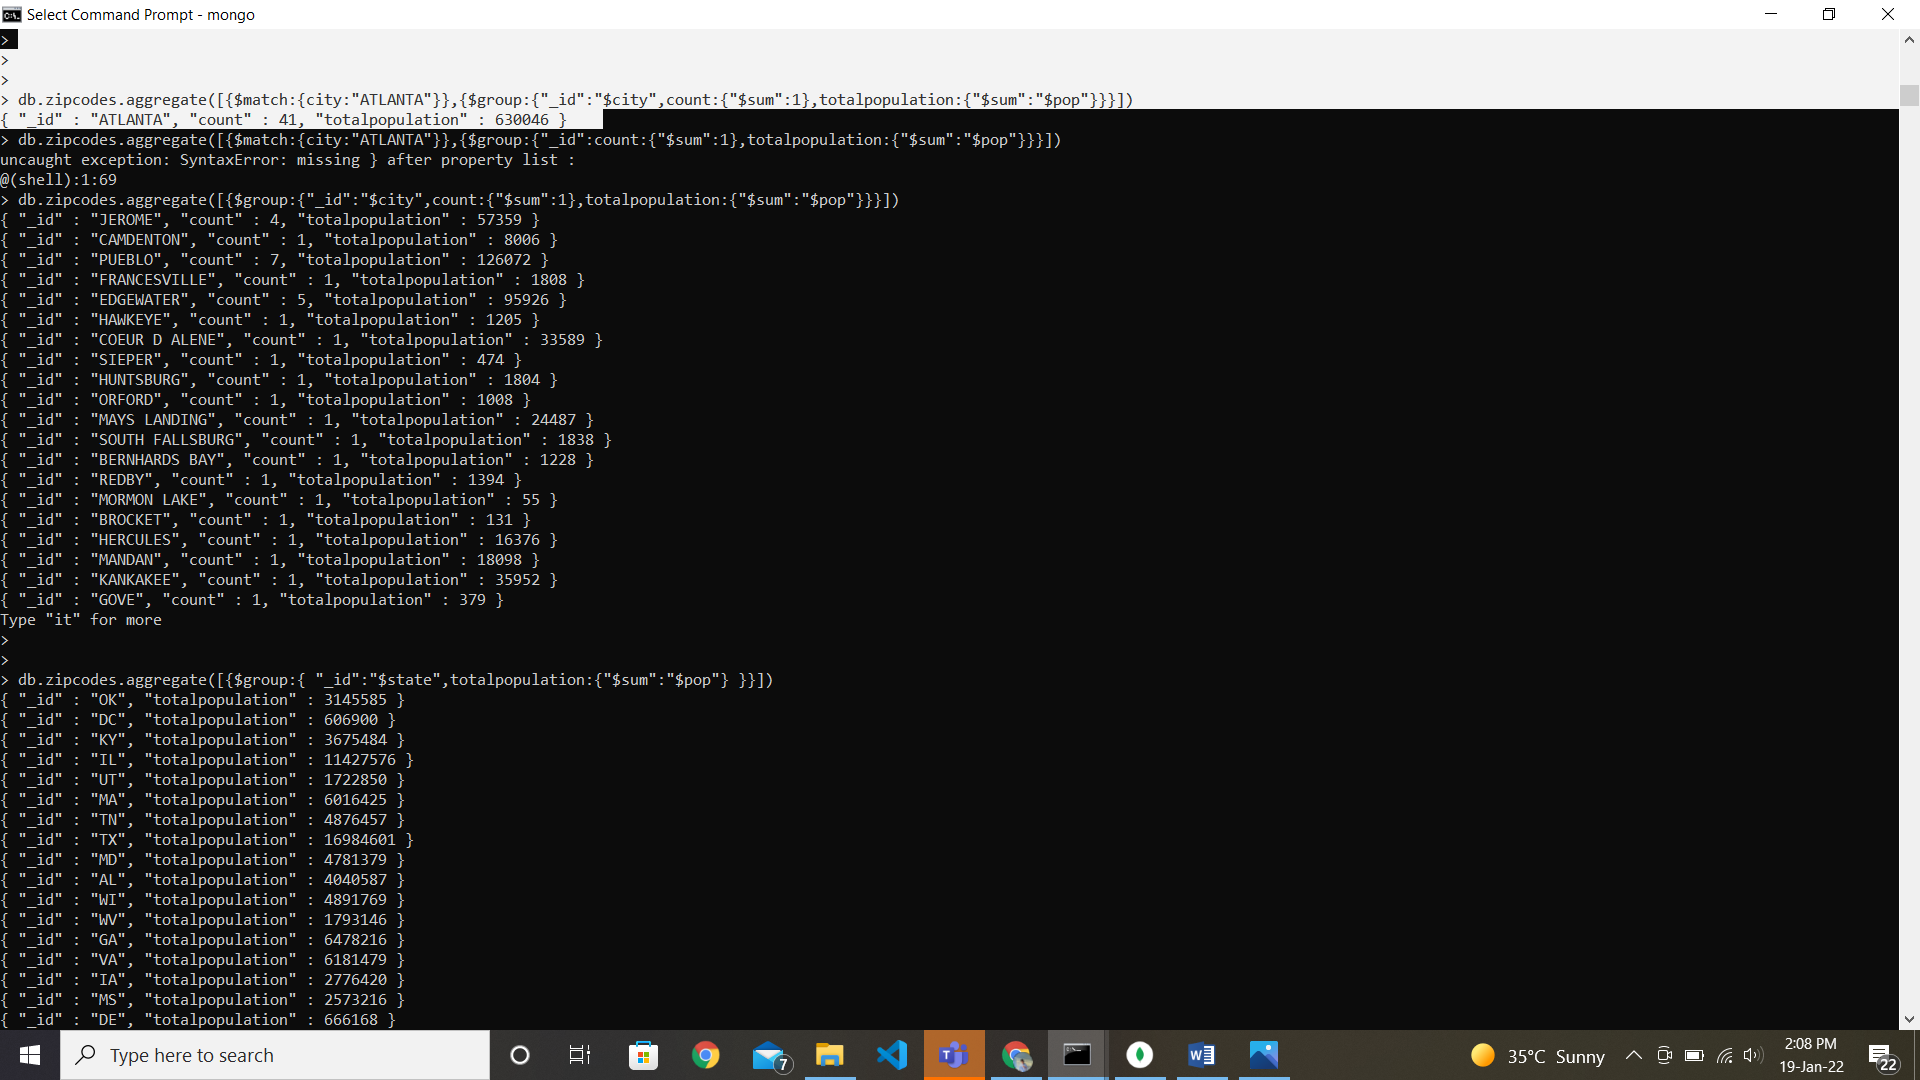 Select Command Prompt - mongo
>
>
>
> db.zipcodes.aggregate([{$match:{city:"ATLANTA"}},{$group:{"_id":"$city",count:{"$sum":1},totalpopulation:{"$sum":"$pop"}}}])
{ "_id" : "ATLANTA", "count" : 41, "totalpopulation" : 630046 }
> db.zipcodes.aggregate([{$match:{city:"ATLANTA"}},{$group:{"_id":count:{"$sum":1},totalpopulation:{"$sum":"$pop"}}}])
uncaught exception: SyntaxError: missing } after property list :
@(shell):1:69
> db.zipcodes.aggregate([{$group:{"_id":"$city",count:{"$sum":1},totalpopulation:{"$sum":"$pop"}}}])
{ "_id" : "JEROME", "count" : 4, "totalpopulation" : 57359 }
{ "_id" : "CAMDENTON", "count" : 1, "totalpopulation" : 8006 }
{ "_id" : "PUEBLO", "count" : 7, "totalpopulation" : 126072 }
{ "_id" : "FRANCESVILLE", "count" : 1, "totalpopulation" : 1808 }
{ "_id" : "EDGEWATER", "count" : 5, "totalpopulation" : 95926 }
{ "_id" : "HAWKEYE", "count" : 1, "totalpopulation" : 1205 }
{ "_id" : "COEUR D ALENE", "count" : 1, "totalpopulation" : 33589 }
{ "_id" : "SIEPER", "count" : 1, "totalpopulation" : 474 }
{ "_id" : "HUNTSBURG", "count" : 1, "totalpopulation" : 1804 }
{ "_id" : "ORFORD", "count" : 1, "totalpopulation" : 1008 }
{ "_id" : "MAYS LANDING", "count" : 1, "totalpopulation" : 24487 }
{ "_id" : "SOUTH FALLSBURG", "count" : 1, "totalpopulation" : 1838 }
{ "_id" : "BERNHARDS BAY", "count" : 1, "totalpopulation" : 1228 }
{ "_id" : "REDBY", "count" : 1, "totalpopulation" : 1394 }
{ "_id" : "MORMON LAKE", "count" : 1, "totalpopulation" : 55 }
{ "_id" : "BROCKET", "count" : 1, "totalpopulation" : 131 }
{ "_id" : "HERCULES", "count" : 1, "totalpopulation" : 16376 }
{ "_id" : "MANDAN", "count" : 1, "totalpopulation" : 18098 }
{ "_id" : "KANKAKEE", "count" : 1, "totalpopulation" : 35952 }
{ "_id" : "GOVE", "count" : 1, "totalpopulation" : 379 }
Type "it" for more
>
>
> db.zipcodes.aggregate([{$group:{ "_id":"$state",totalpopulation:{"$sum":"$pop"} }}])
{ "_id" : "OK", "totalpopulation" : 3145585 }
{ "_id" : "DC", "totalpopulation" : 606900 }
{ "_id" : "KY", "totalpopulation" : 3675484 }
{ "_id" : "IL", "totalpopulation" : 11427576 }
{ "_id" : "UT", "totalpopulation" : 1722850 }
{ "_id" : "MA", "totalpopulation" : 6016425 }
{ "_id" : "TN", "totalpopulation" : 4876457 }
{ "_id" : "TX", "totalpopulation" : 16984601 }
{ "_id" : "MD", "totalpopulation" : 4781379 }
{ "_id" : "AL", "totalpopulation" : 4040587 }
{ "_id" : "WI", "totalpopulation" : 4891769 }
{ "_id" : "WV", "totalpopulation" : 1793146 }
{ "_id" : "GA", "totalpopulation" : 6478216 }
{ "_id" : "VA", "totalpopulation" : 6181479 }
{ "_id" : "IA", "totalpopulation" : 2776420 }
{ "_id" : "MS", "totalpopulation" : 2573216 }
{ "_id" : "DE", "totalpopulation" : 666168 }
Type here to search
7
35°C Sunny
2:08 PM
19-Jan-22
22